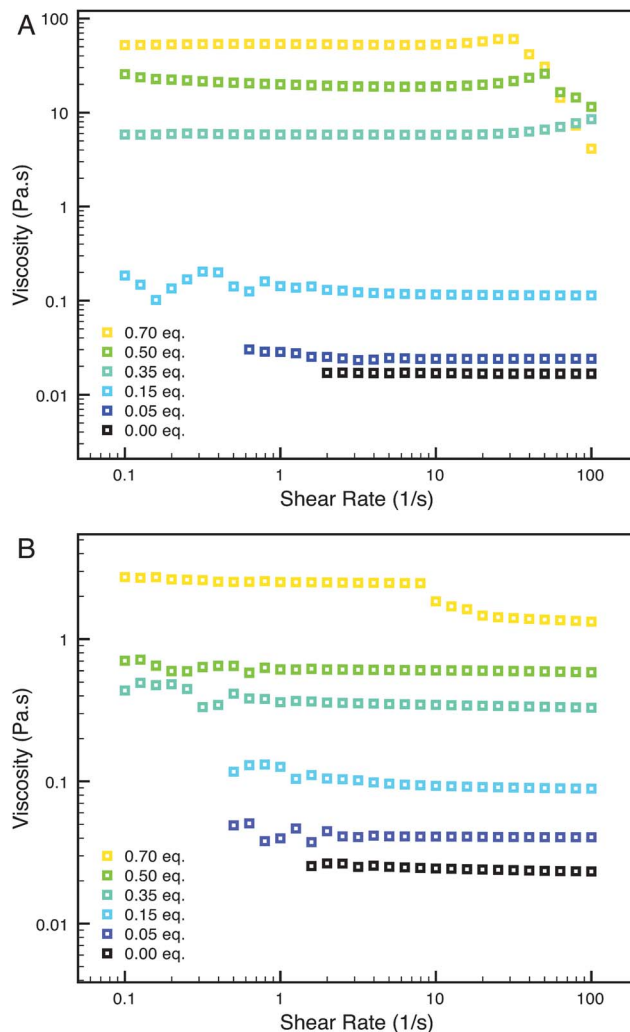 A
100
10
1
0.1
0.01
Viscosity (Pa.s)
0.70 eq.
0.50 eq.
0.35 eq.
0.15 eq.
0.05 eq.
0.00 eq.
0.1 1 10 100
Shear Rate (1/s)
B
1
0.1
0.01
Viscosity (Pa.s)
0.70 eq.
0.50 eq.
0.35 eq.
0.15 eq.
0.05 eq.
0.00 eq.
0.1 1 10 100
Shear Rate (1/s)